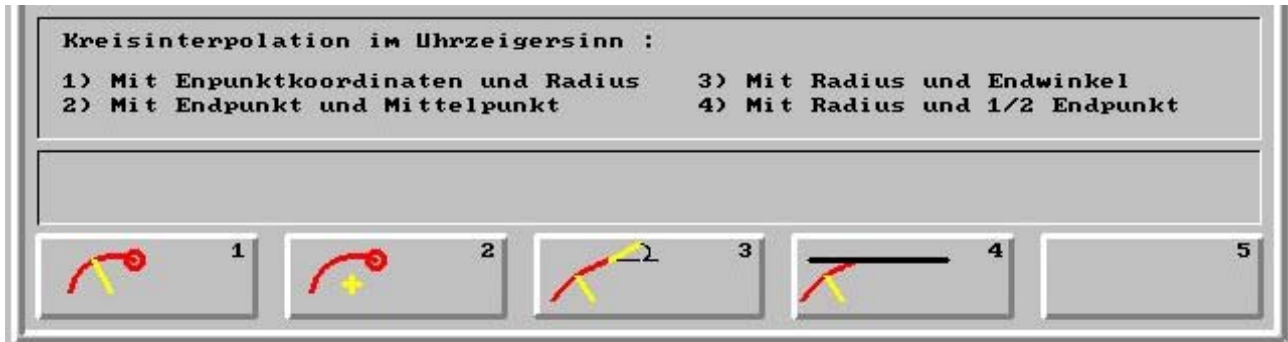 Kreisinterpolation im Uhrzeigersinn :
1) Mit Enpunktkoordinaten und Radius
2) Mit Endpunkt und Mittelpunkt
3) Mit Radius und Endwinkel
4) Mit Radius und 1/2 Endpunkt
1
2
3
4
5